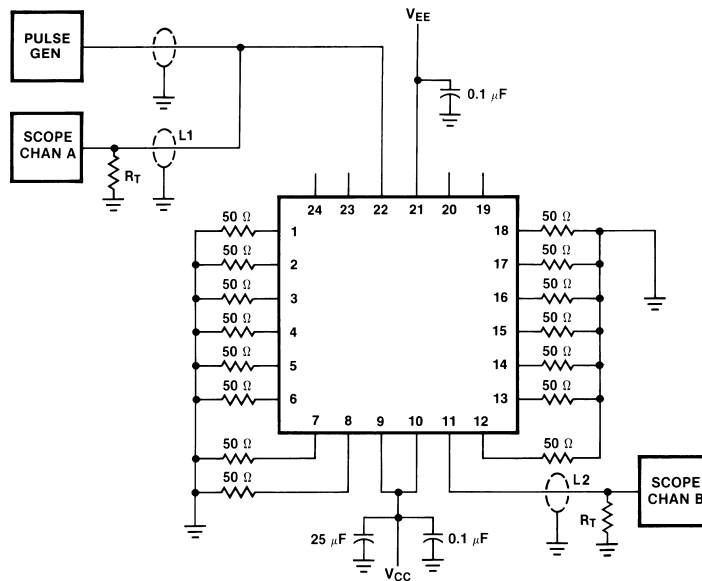 PULSE
GEN
SCOPE
CHAN A
RT
L1
VEE
0.1 μF
24 23 22 21 20 19
50 Ω 1 18 50 Ω
50 Ω 2 17 50 Ω
50 Ω 3 16 50 Ω
50 Ω 4 15 50 Ω
50 Ω 5 14 50 Ω
50 Ω 6 13 50 Ω
7 8 9 10 11 12
50 Ω 50 Ω
50 Ω
L2
SCOPE
CHAN B
RT
25 μF 0.1 μF
VCC